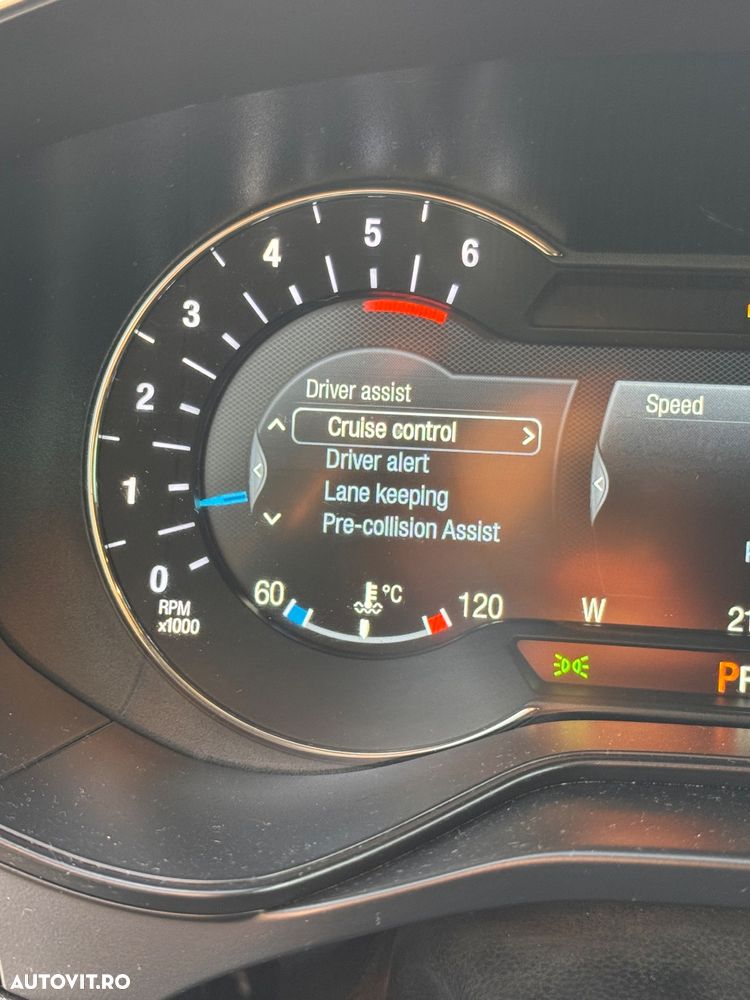 5
4
6
3
2
1
0
RPM
x1000
Driver assist
Cruise control
Driver alert
Lane keeping
Pre-collision Assist
60
°C
120
Speed
W
21
P
AUTOVIT.RO